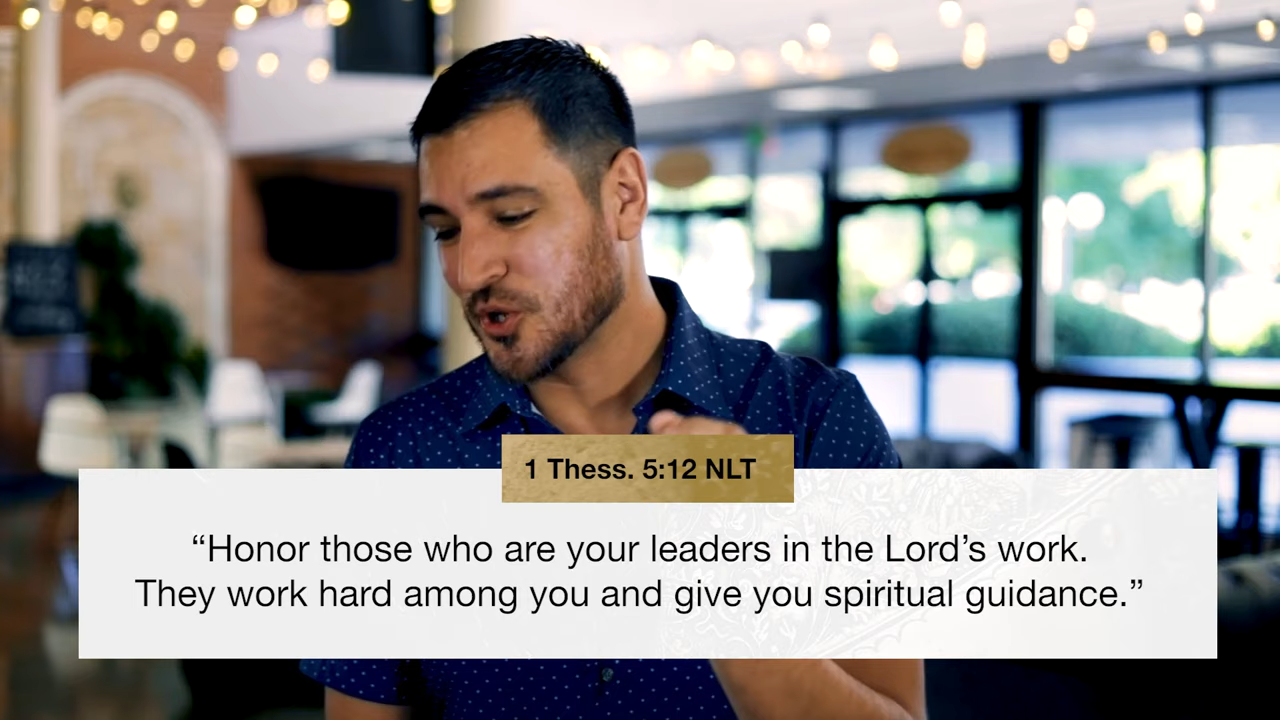 1 Thess. 5:12 NLT
“Honor those who are your leaders in the Lord’s work.
They work hard among you and give you spiritual guidance.”